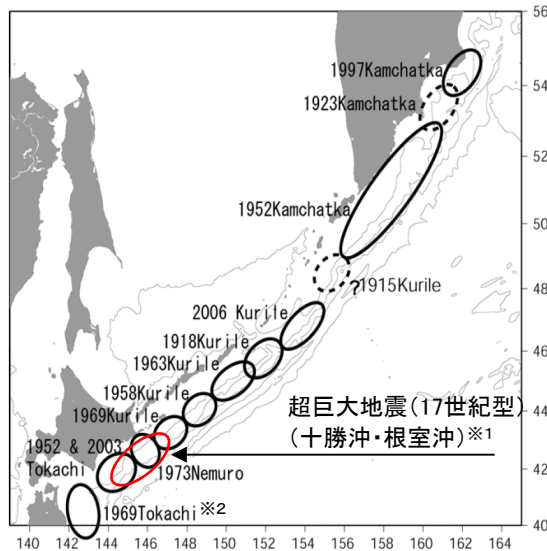 56
1997Kamchatka
54
1923Kamchatka
52
1952Kamchatka
50
?1915Kurile
48
2006 Kurile
1918Kurile
46
1963Kurile
1958Kurile
超巨大地震(17世紀型)
44
1969Kurile
(十勝沖・根室沖)※1
1952 & 2003
Tokachi
42
1973Nemuro
1969Tokachi※2
40
140 142 144 146 148 150 152 154 156 158 160 162 164